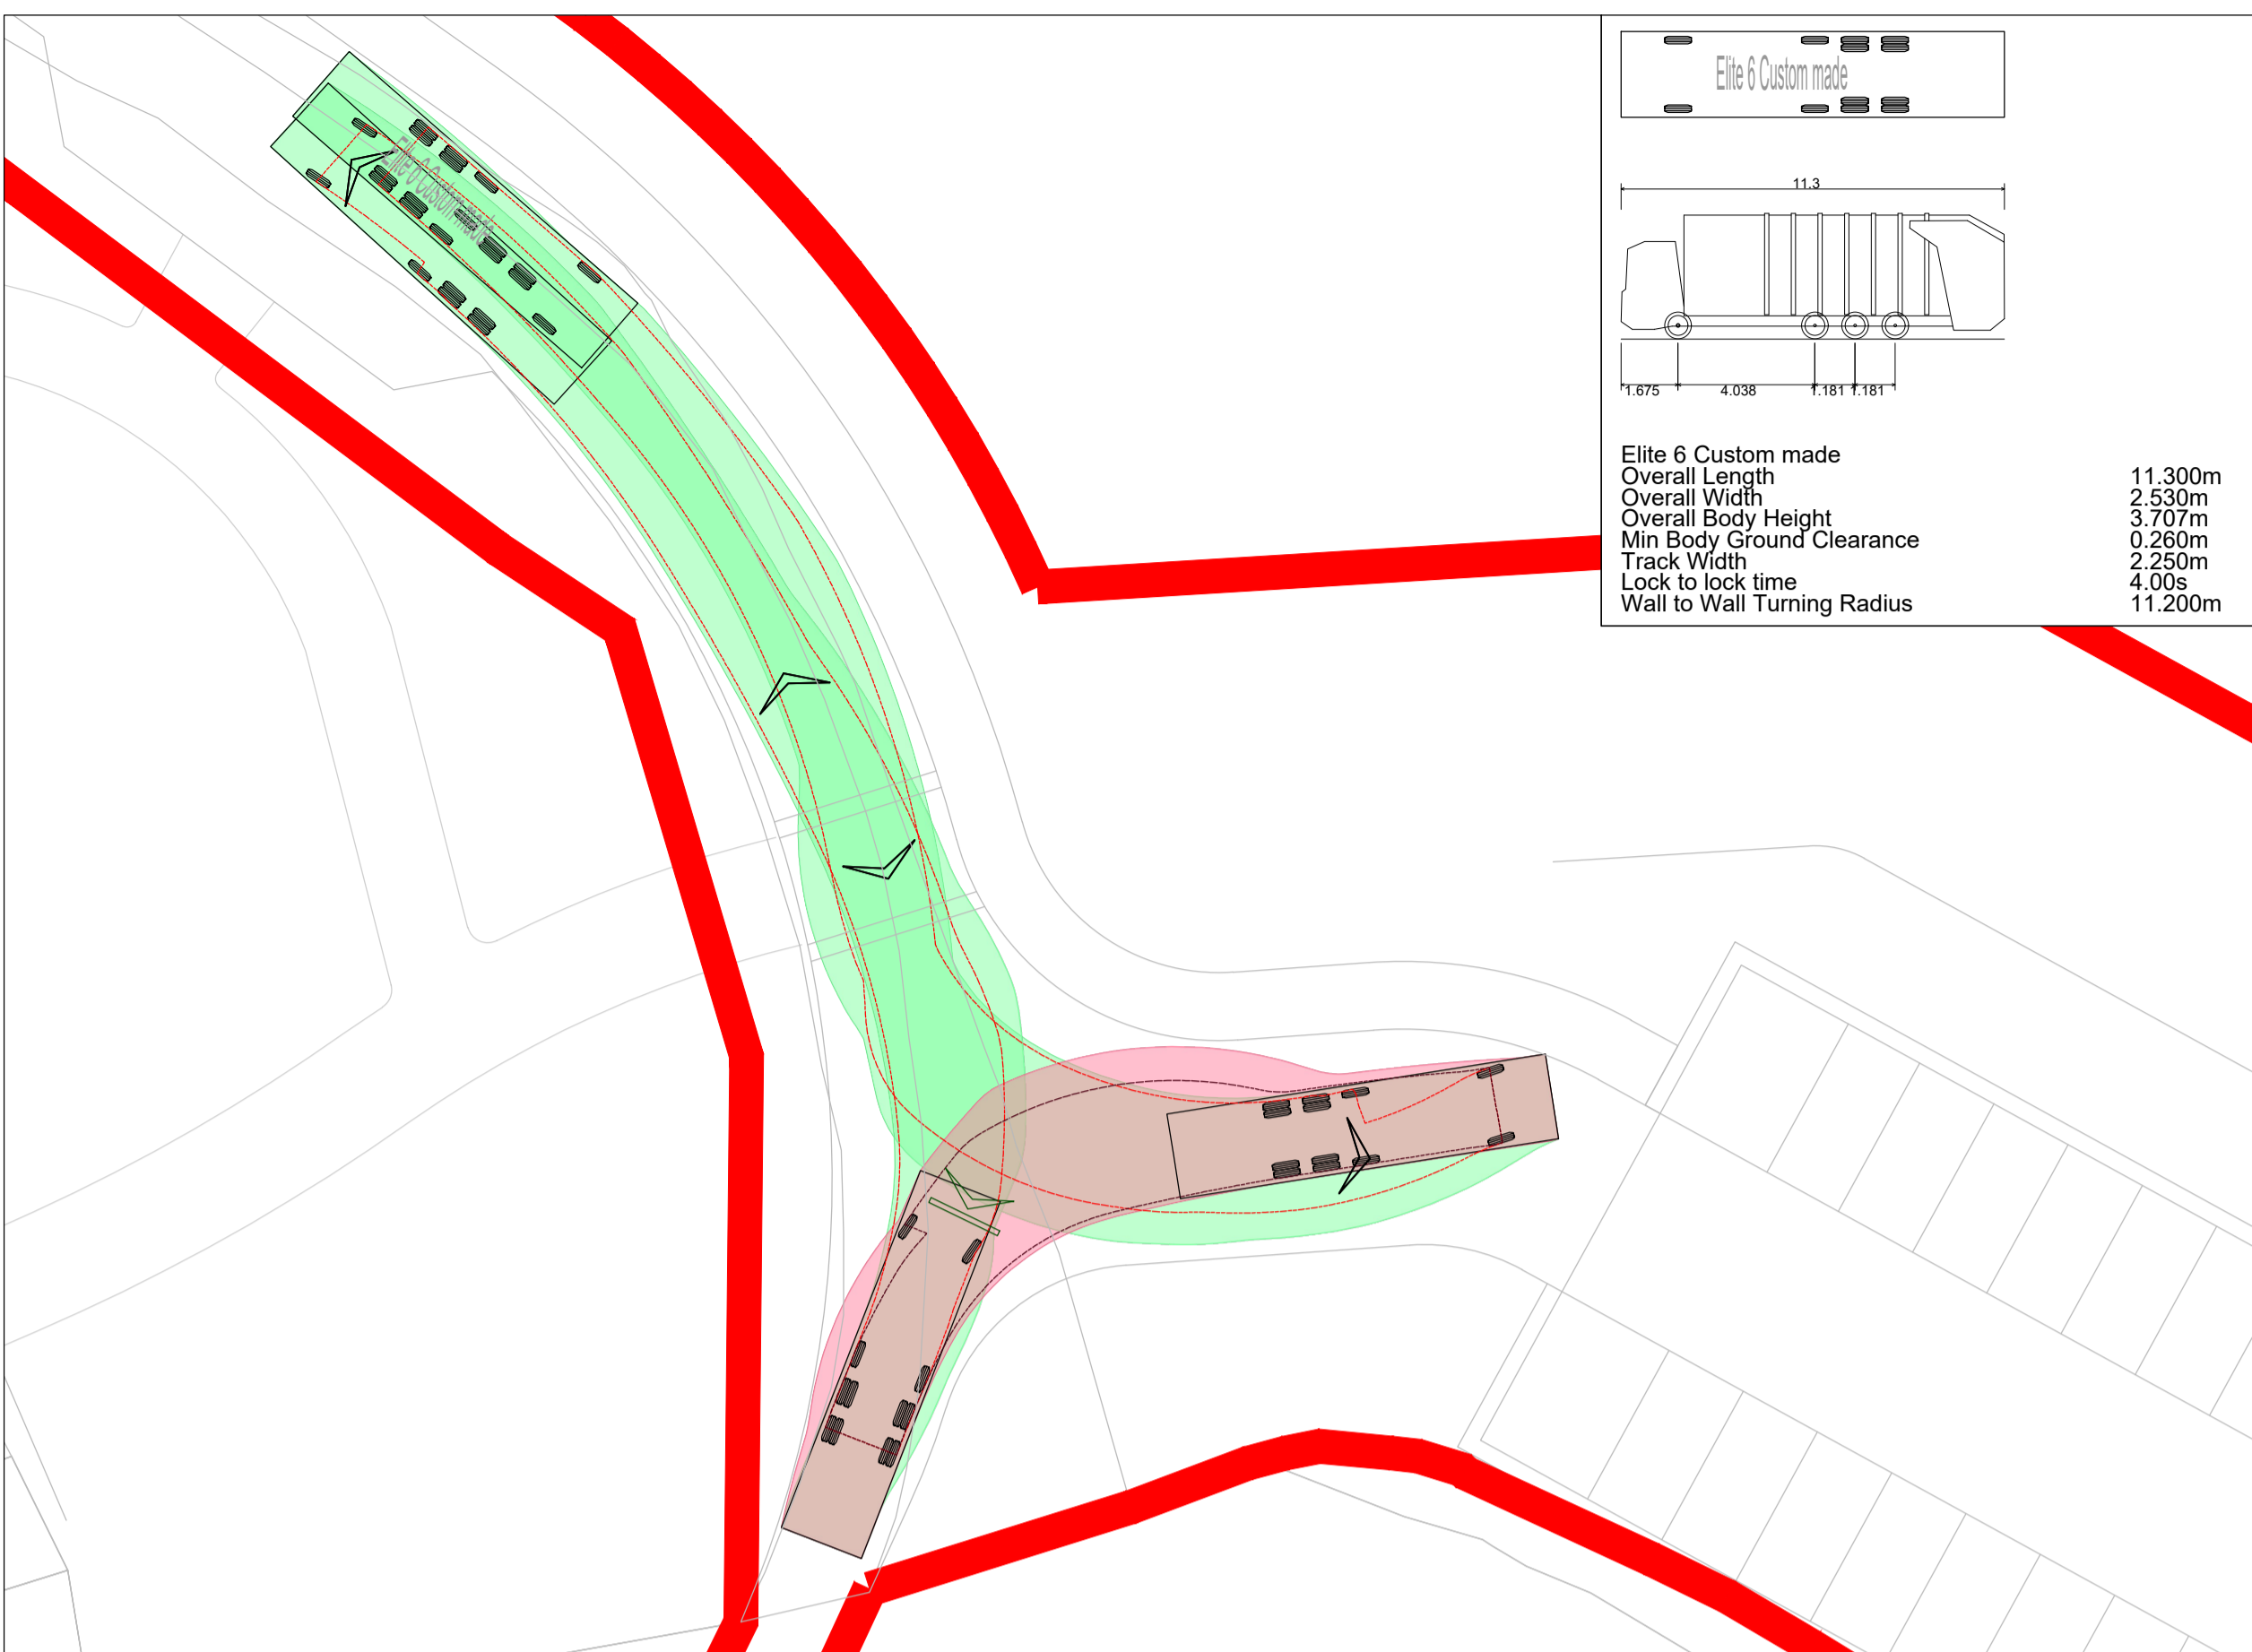 Elite 6 Custom made
11.3
1.675 4.038 1.181 1.181
Elite 6 Custom made
Overall Length 11.300m
Overall Width 2.530m
Overall Body Height 3.707m
Min Body Ground Clearance 0.260m
Track Width 2.250m
Lock to lock time 4.00s
Wall to Wall Turning Radius 11.200m
Elite 6 Custom made